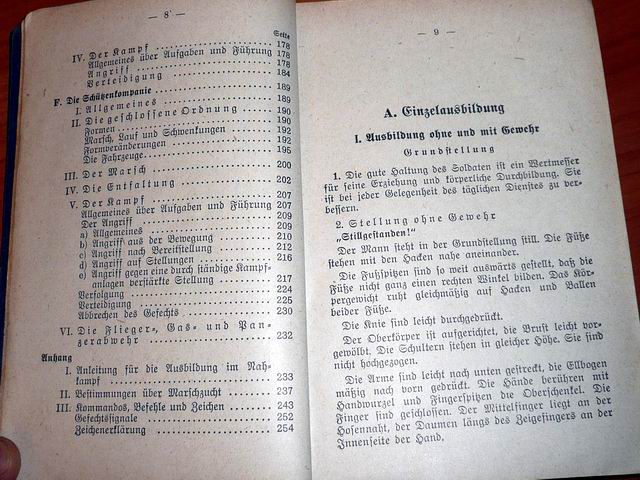 — 8 —
Seite
IV. Der Kampf 178
Allgemeines über Aufgaben und Führung 178
Angriff 178
Verteidigung 184
F. Die Schützenkompanie 189
I. Allgemeines 189
II. Die geschlossene Ordnung 190
Formen 190
Marsch, Lauf und Schwenkungen 192
Formveränderungen 192
Die Fahrzeuge 195
III. Der Marsch 200
IV. Die Entfaltung 202
V. Der Kampf 207
Allgemeines über Aufgaben und Führung 207
Der Angriff 209
a) Allgemeines 209
b) Angriff aus der Bewegung 210
c) Angriff nach Bereitstellung 212
d) Angriff auf Stellungen 216
e) Angriff gegen eine durch ständige Kampf-
anlagen verstärkte Stellung 217
Verfolgung 224
Verteidigung 225
Abbrechen des Gefechts 230
VI. Die Flieger-, Gas- und Pan-
zerabwehr 232
Anhang
I. Anleitung für die Ausbildung im Nah-
kampf 233
II. Bestimmungen über Marschzucht 237
III. Kommandos, Befehle und Zeichen 243
Gefechtssignale 252
Zeichenerklärung 254
— 9 —
A. Einzelausbildung
I. Ausbildung ohne und mit Gewehr
Grundstellung
1. Die gute Haltung des Soldaten ist ein Wertmesser
für seine Erziehung und körperliche Durchbildung. Sie
ist bei jeder Gelegenheit des täglichen Dienstes zu ver-
bessern.
2. Stellung ohne Gewehr
„Stillgestanden!“
Der Mann steht in der Grundstellung still. Die Füße
stehen mit den Hacken nahe aneinander.
Die Fußspitzen sind so weit auswärts gestellt, daß die
Füße nicht ganz einen rechten Winkel bilden. Das Kör-
pergewicht ruht gleichmäßig auf Hacken und Ballen
beider Füße.
Die Knie sind leicht durchgedrückt.
Der Oberkörper ist aufgerichtet, die Brust leicht vor-
gewölbt. Die Schultern stehen in gleicher Höhe. Sie sind
nicht hochgezogen.
Die Arme sind leicht nach unten gestreckt, die Ellbogen
mäßig nach vorn gedrückt. Die Hände berühren mit
Handwurzel und Fingerspitzen die Oberschenkel. Die
Finger sind geschlossen. Der Mittelfinger liegt an der
Hosennaht, der Daumen längs des Zeigefingers an der
Innenseite der Hand.